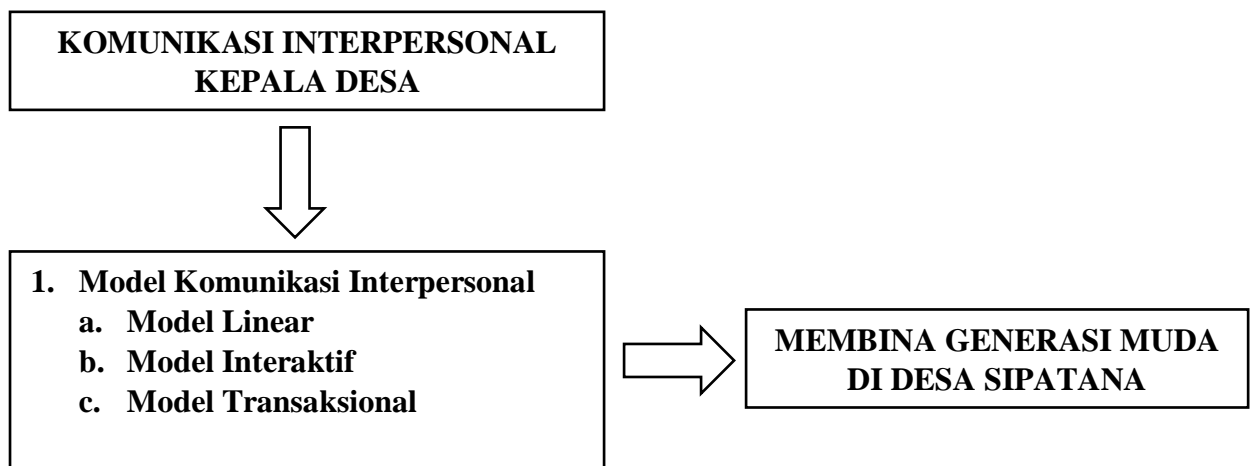 KOMUNIKASI INTERPERSONAL
KEPALA DESA
1. Model Komunikasi Interpersonal
a. Model Linear
b. Model Interaktif
c. Model Transaksional
MEMBINA GENERASI MUDA
DI DESA SIPATANA